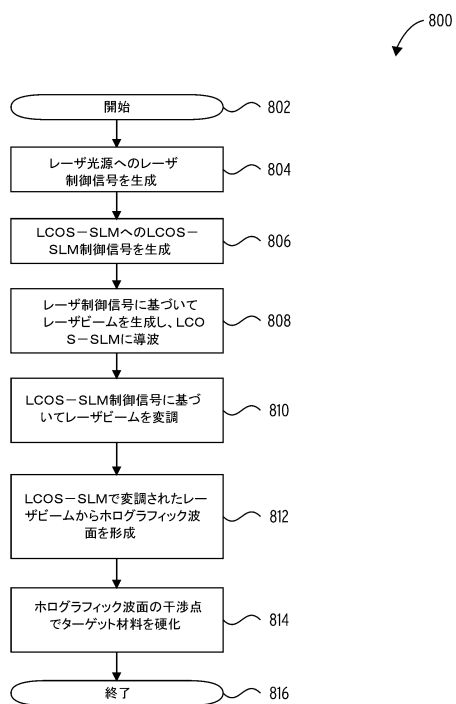 800
開始
802
レーザ光源へのレーザ
制御信号を生成
804
LCOS－SLMへのLCOS－
SLM制御信号を生成
806
レーザ制御信号に基づいて
レーザビームを生成し、LCO
S－SLMに導波
808
LCOS－SLM制御信号に基づ
いてレーザビームを変調
810
LCOS－SLMで変調されたレー
ザビームからホログラフィック波
面を形成
812
ホログラフィック波面の干渉点
でターゲット材料を硬化
814
終了
816